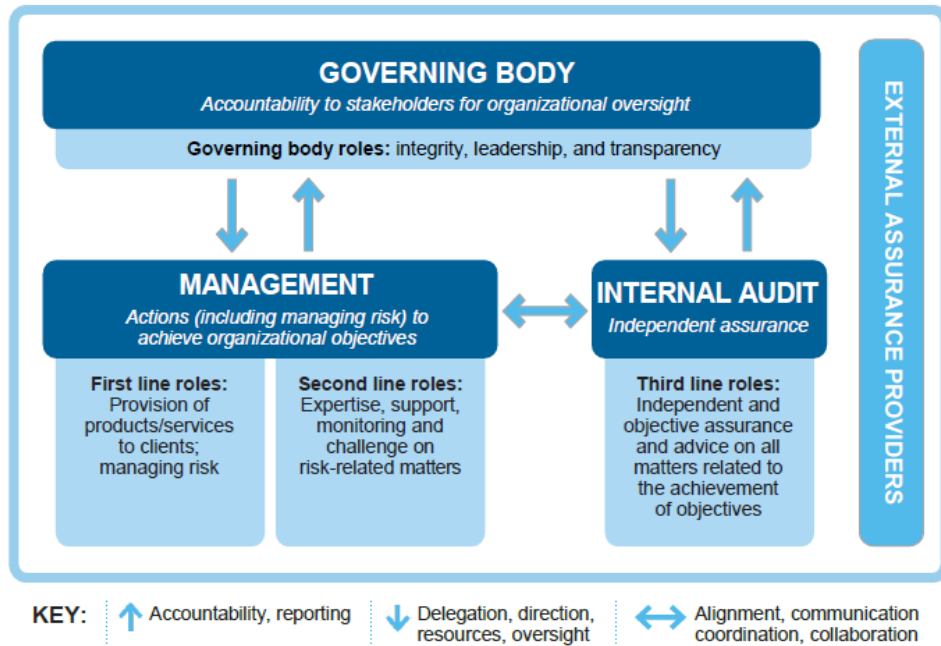 GOVERNING BODY
Accountability to stakeholders for organizational oversight
Governing body roles: integrity, leadership, and transparency
MANAGEMENT
Actions (including managing risk) to
achieve organizational objectives
INTERNAL AUDIT
Independent assurance
First line roles:
Provision of
products/services
to clients;
managing risk
Second line roles:
Expertise, support,
monitoring and
challenge on
risk-related matters
Third line roles:
Independent and
objective assurance
and advice on all
matters related to
the achievement
of objectives
EXTERNAL ASSURANCE PROVIDERS
KEY:
Accountability, reporting
Delegation, direction,
resources, oversight
Alignment, communication
coordination, collaboration